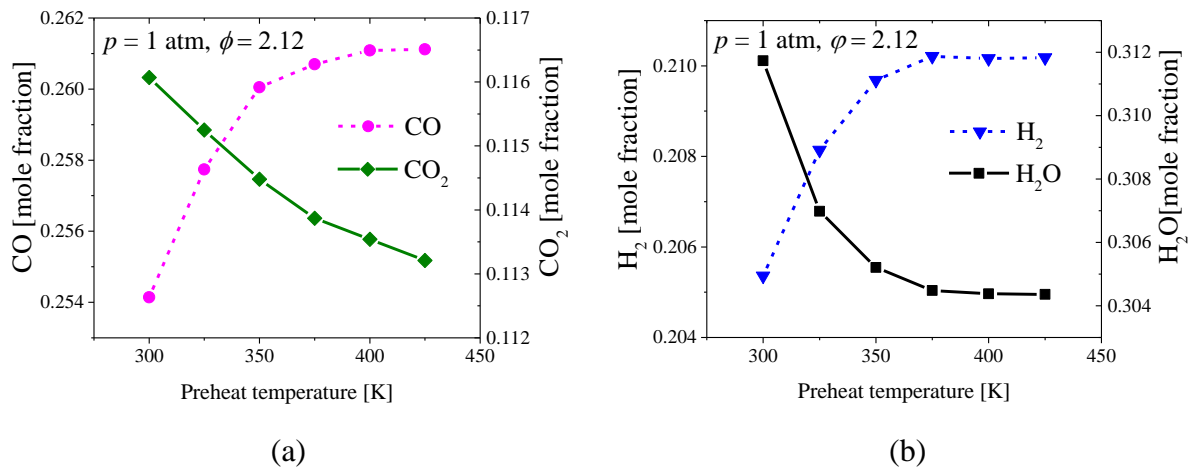 p = 1 atm, ϕ = 2.12
CO
CO2
CO [mole fraction]
0.262
0.260
0.258
0.256
0.254
CO2 [mole fraction]
0.117
0.116
0.115
0.114
0.113
0.112
300 350 400 450
Preheat temperature [K]
(a)
p = 1 atm, φ = 2.12
H2
H2O
H2 [mole fraction]
0.210
0.208
0.206
0.204
H2O[mole fraction]
0.312
0.310
0.308
0.306
0.304
300 350 400 450
Preheat temperature [K]
(b)